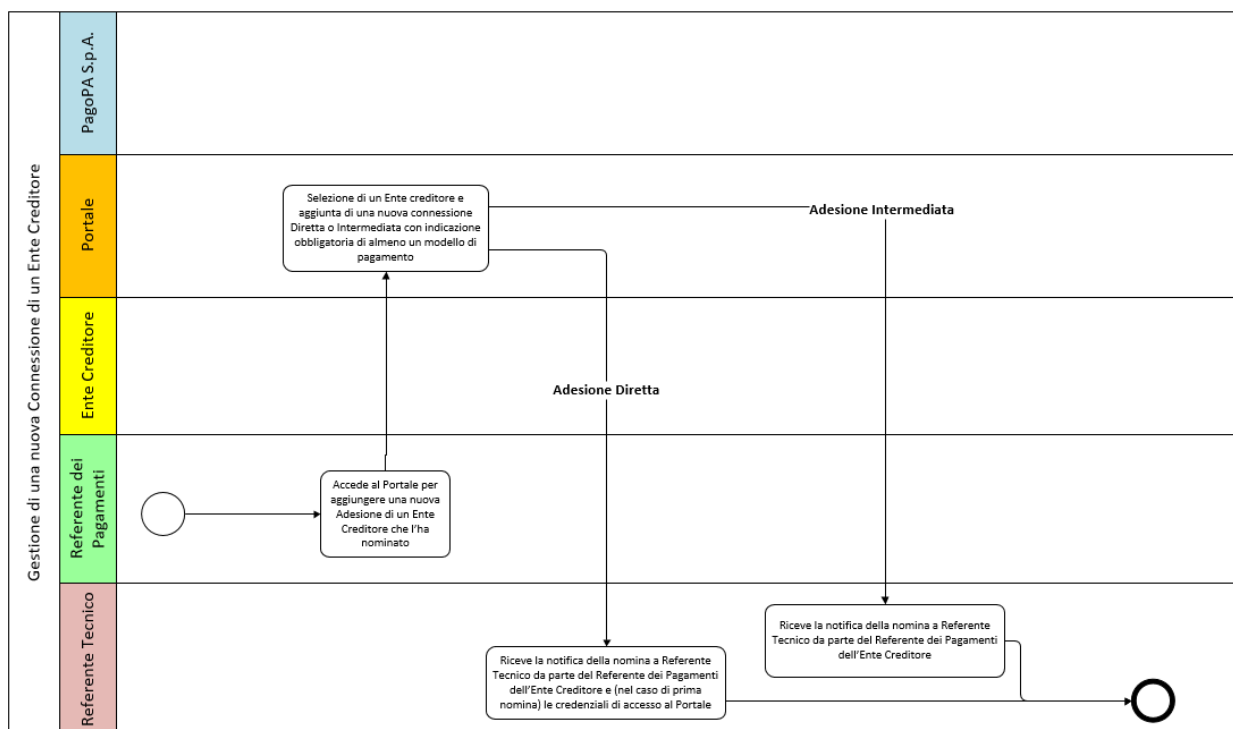 Gestione di una nuova Connessione di un Ente Creditore
PagoPA S.p.A.
Portale
Selezione di un Ente creditore e
aggiunta di una nuova connessione
Diretta o Intermediata con indicazione
obbligatoria di almeno un modello di
pagamento
Adesione Intermediata
Ente Creditore
Adesione Diretta
Referente dei
Pagamenti
Accede al Portale per
aggiungere una nuova
Adesione di un Ente
Creditore che l'ha
nominato
Referente Tecnico
Riceve la notifica della nomina a Referente
Tecnico da parte del Referente dei Pagamenti
dell'Ente Creditore e (nel caso di prima
nomina) le credenziali di accesso al Portale
Riceve la notifica della nomina a Referente
Tecnico da parte del Referente dei Pagamenti
dell'Ente Creditore